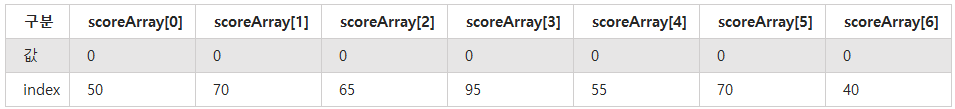 구분 scoreArray[0] scoreArray[1] scoreArray[2] scoreArray[3] scoreArray[4] scoreArray[5] scoreArray[6]
값 0 0 0 0 0 0 0
index 50 70 65 95 55 70 40